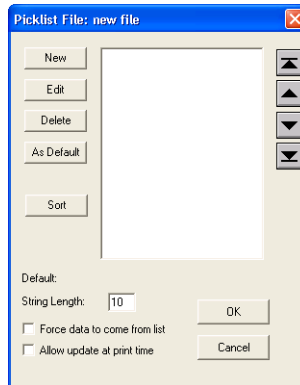 Picklist File: new file
New
Edit
Delete
As Default
Sort
Default:
String Length: 10
OK
Force data to come from list
Allow update at print time
Cancel